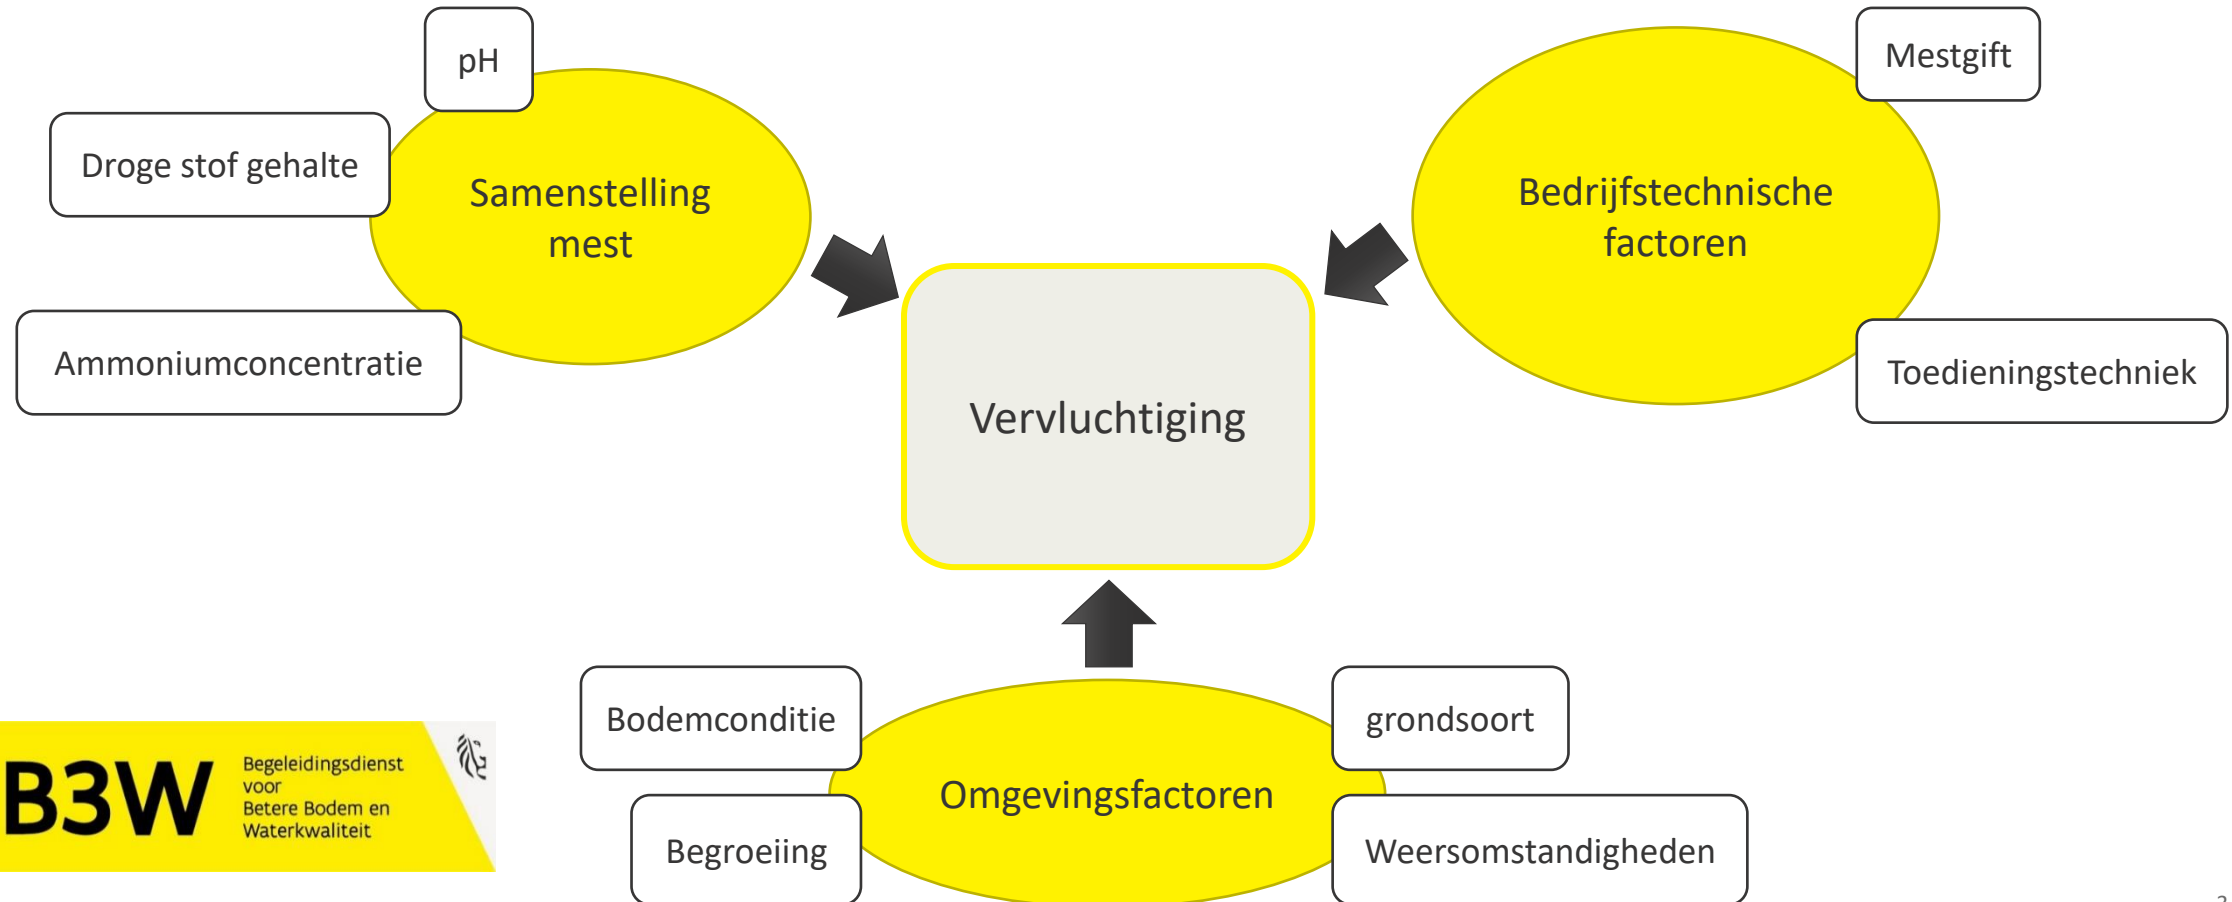 pH
Droge stof gehalte
Samenstelling
mest
Ammoniumconcentratie
Mestgift
Bedrijfstechnische
factoren
Toedieningstechniek
Vervluchtiging
Bodemconditie
grondsoort
Omgevingsfactoren
Begroeiing
Weersomstandigheden
B3W
Begeleidingsdienst
voor
Betere Bodem en
Waterkwaliteit